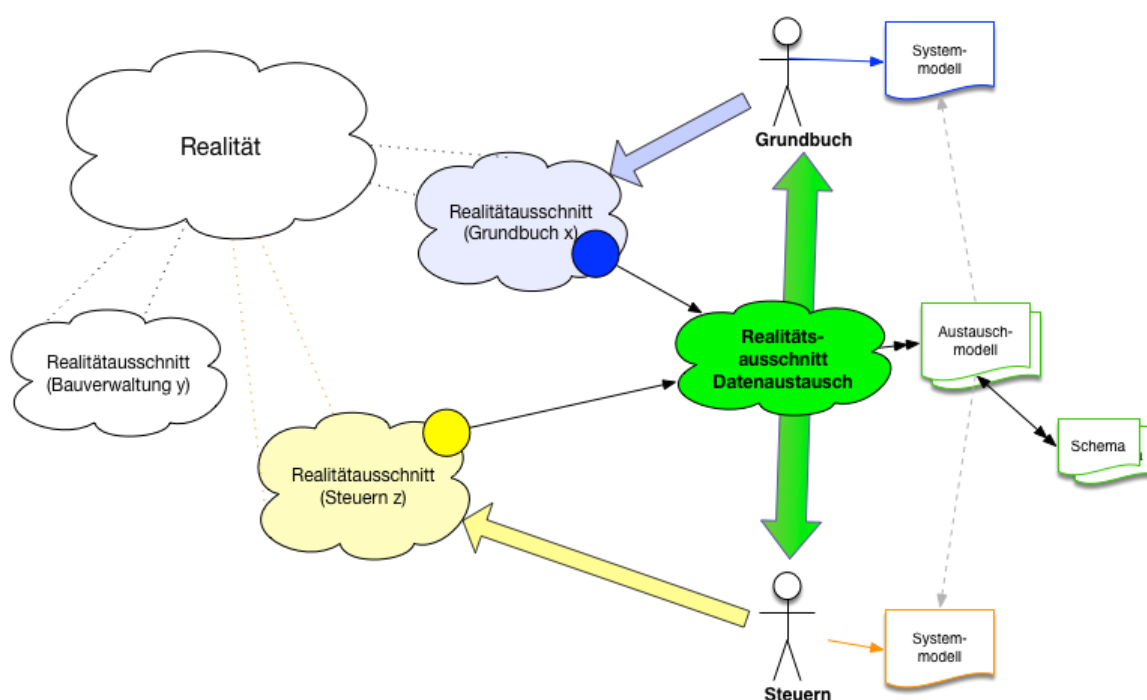 System-
modell
Grundbuch
Realität
Realitätausschnitt
(Grundbuch x)
Realitätausschnitt
(Bauverwaltung y)
Realitäts-
ausschnitt
Datenaustausch
Austausch-
modell
Schema
Realitätausschnitt
(Steuern z)
System-
modell
Steuern